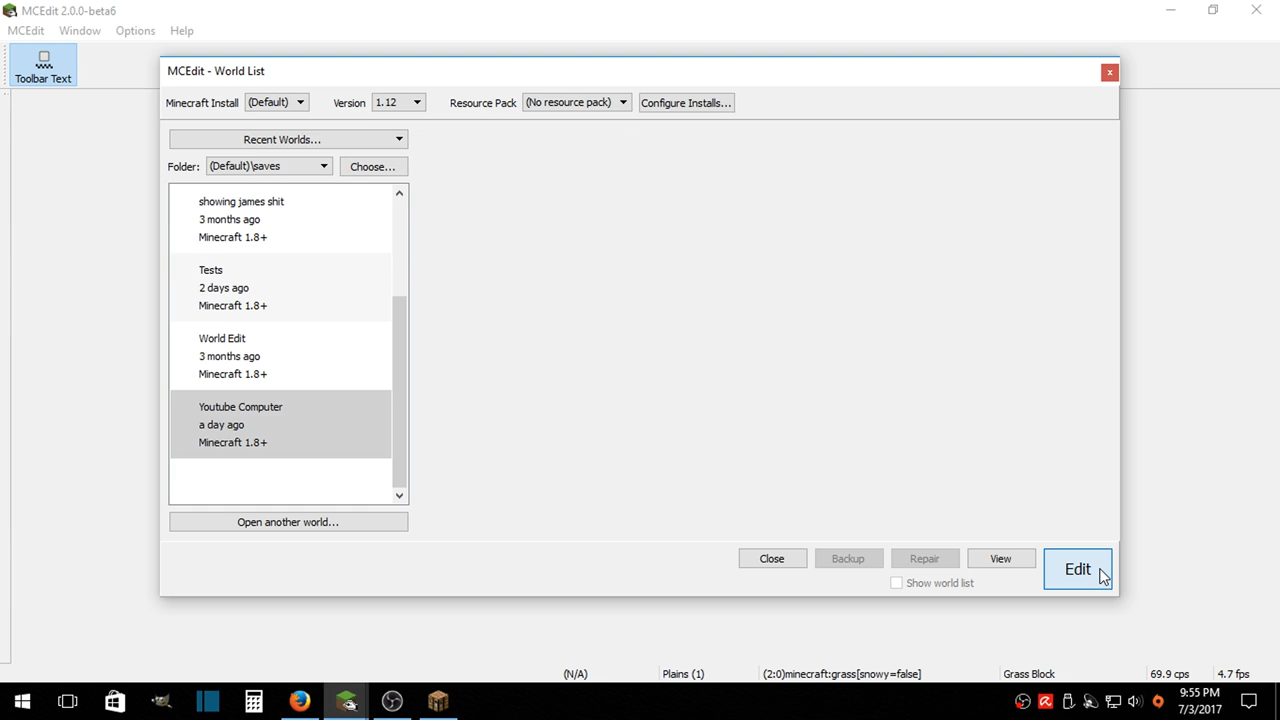 MCEdit 2.0.0-beta6
MCEdit Window Options Help
Toolbar Text
MCEdit - World List
x
Minecraft Install (Default) Version 1.12 Resource Pack (No resource pack) Configure Installs...
Recent Worlds...
Folder: (Default)\saves Choose...
showing james shit
3 months ago
Minecraft 1.8+
Tests
2 days ago
Minecraft 1.8+
World Edit
3 months ago
Minecraft 1.8+
Youtube Computer
a day ago
Minecraft 1.8+
Open another world...
Close Backup Repair View Edit
Show world list
(N/A) Plains (1) (2:0)minecraft:grass[snowy=false] Grass Block 69.9 cps 4.7 fps
9:55 PM
7/3/2017